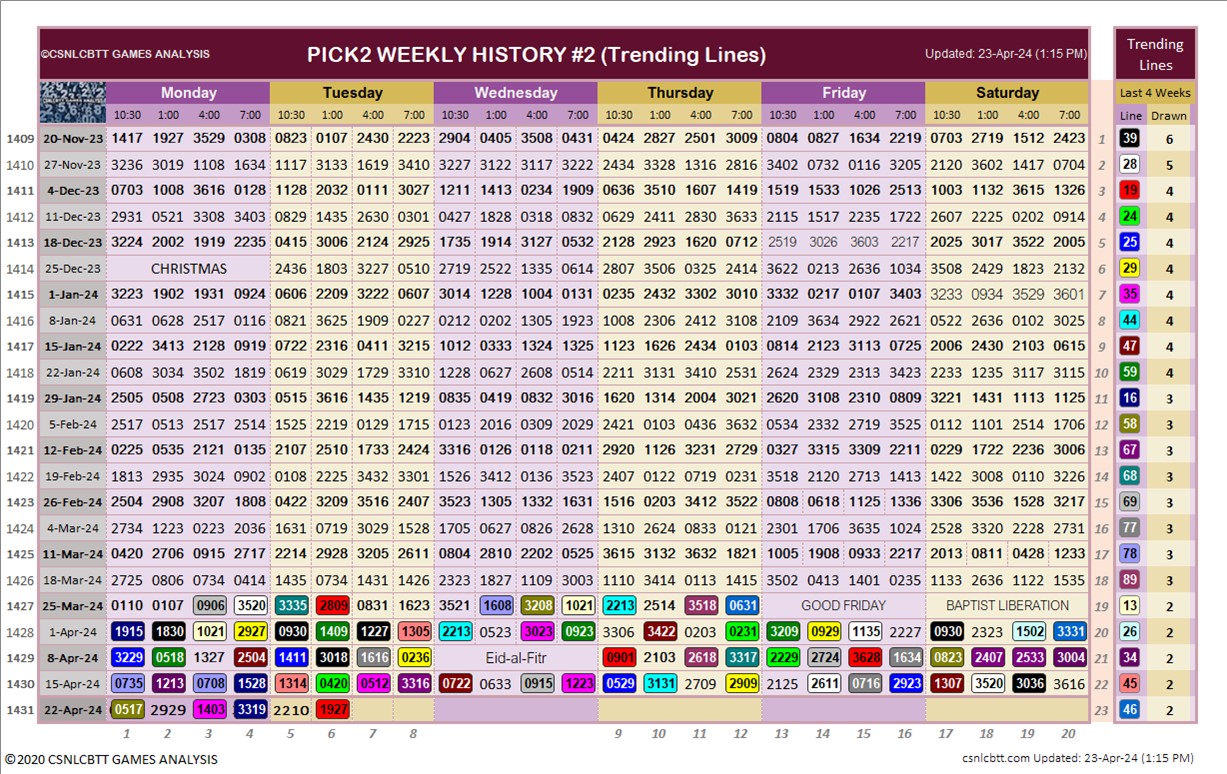 ©CSNLCBTT GAMES ANALYSIS PICK2 WEEKLY HISTORY #2 (Trending Lines) Updated: 23-Apr-24 (1:15 PM) Trending Lines
Monday Tuesday Wednesday Thursday Friday Saturday Last 4 Weeks
10:30 1:00 4:00 7:00 10:30 1:00 4:00 7:00 10:30 1:00 4:00 7:00 10:30 1:00 4:00 7:00 10:30 1:00 4:00 7:00 10:30 1:00 4:00 7:00 Line Drawn
1409 20-Nov-23 1417 1927 3529 0308 0823 0107 2430 2223 2904 0405 3508 0431 0424 2827 2501 3009 0804 0827 1634 2219 0703 2719 1512 2423 1 39 6
1410 27-Nov-23 3236 3019 1108 1634 1117 3133 1619 3410 3227 3122 3117 3222 2434 3328 1316 2816 3402 0732 0116 3205 2120 3602 1417 0704 2 28 5
1411 4-Dec-23 0703 1008 3616 0128 1128 2032 0111 3027 1211 1413 0234 1909 0636 3510 1607 1419 1519 1533 1026 2513 1003 1132 3615 1326 3 19 4
1412 11-Dec-23 2931 0521 3308 3403 0829 1435 2630 0301 0427 1828 0318 0832 0629 2411 2830 3633 2115 1517 2235 1722 2607 2225 0202 0914 4 24 4
1413 18-Dec-23 3224 2002 1919 2235 0415 3006 2124 2925 1735 1914 3127 0532 2128 2923 1620 0712 2519 3026 3603 2217 2025 3017 3522 2005 5 25 4
1414 25-Dec-23 CHRISTMAS 2436 1803 3227 0510 2719 2522 1335 0614 2807 3506 0325 2414 3622 0213 2636 1034 3508 2429 1823 2132 6 29 4
1415 1-Jan-24 3223 1902 1931 0924 0606 2209 3222 0607 3014 1228 1004 0131 0235 2432 0102 3010 3332 0217 0107 3403 3233 0934 3529 3601 7 35 4
1416 8-Jan-24 0631 0628 2517 0116 0821 3625 1909 0227 0212 0202 1305 1923 1008 2306 2412 3108 2109 3634 2922 2621 0522 2636 0102 3025 8 44 4
1417 15-Jan-24 0222 3413 2128 0919 0722 2316 0411 3215 1012 0333 1324 1325 1123 1626 2434 0103 0814 2123 3113 0725 2006 2430 2103 0615 9 47 4
1418 22-Jan-24 0608 3034 3502 1819 0619 3029 1729 3310 1228 0627 2608 0514 2211 3131 3410 2531 2624 2329 2313 3423 2233 1235 3117 3115 10 59 4
1419 29-Jan-24 2505 0508 2723 0303 0515 3616 1435 1219 0835 0419 0832 3016 1620 1314 2004 3021 2620 3108 2310 0809 3221 1431 1113 1125 11 16 3
1420 5-Feb-24 2517 0513 2517 2514 1525 2219 0129 1715 0123 2016 0309 2029 2421 0103 0436 3632 0534 2332 2719 3525 0112 1101 2514 1706 12 58 3
1421 12-Feb-24 0225 0535 2121 0135 2107 2510 1733 2424 3316 0126 0118 0211 2920 1126 3231 2729 0327 3315 3309 2211 0229 1722 2236 3006 13 67 3
1422 19-Feb-24 1813 2935 3024 0902 0108 2225 3432 3301 1526 3412 0136 3523 2407 0122 0719 0231 3518 2120 2713 1413 1422 3008 0110 3226 14 68 3
1423 26-Feb-24 2504 2908 3207 1808 0422 3209 3516 2407 3523 1305 1332 1631 1516 0203 3412 3522 0808 0618 1125 1336 3306 3536 1528 3217 15 69 3
1424 4-Mar-24 2734 1223 0223 2036 1631 0719 3029 1528 1705 0627 0826 2628 1310 2624 0833 0121 2301 1706 3635 1024 2528 3320 2228 2731 16 77 3
1425 11-Mar-24 0420 2706 0915 2717 2214 2928 3205 2611 0804 2810 2202 0525 3615 3132 3632 1821 1005 1908 0933 2217 2013 0811 0428 1233 17 78 3
1426 18-Mar-24 2725 0806 0734 0414 1435 0734 1431 1426 2323 1827 1109 3003 1110 3414 0113 1415 3502 0413 1401 0235 1133 2636 1122 1535 18 89 3
1427 25-Mar-24 0110 0107 0906 3520 3335 2809 0831 1623 3521 1608 3208 1021 2213 2514 3518 0631 GOOD FRIDAY BAPTIST LIBERATION 19 13 2
1428 1-Apr-24 1915 1830 1021 2927 0930 1409 1227 1305 2213 0523 3023 0923 3306 3422 0203 0231 3209 0929 1135 2227 0930 2323 1502 3331 20 26 2
1429 8-Apr-24 3229 0518 1327 2504 1411 3018 1616 0236 Eid-al-Fitr 0901 2103 2618 3317 2229 2724 3628 1634 0823 2407 2533 3004 21 34 2
1430 15-Apr-24 0735 1213 0708 1528 1314 0420 0512 3316 0722 0633 0915 1223 0529 3131 2709 2909 2125 2611 0716 2923 1307 3520 3036 3616 22 45 2
1431 22-Apr-24 0517 2929 1403 3319 2210 1927 23 46 2
1 2 3 4 5 6 7 8 9 10 11 12 13 14 15 16 17 18 19 20
©2020 CSNLCBTT GAMES ANALYSIS csnlcbtt.com Updated: 23-Apr-24 (1:15 PM)